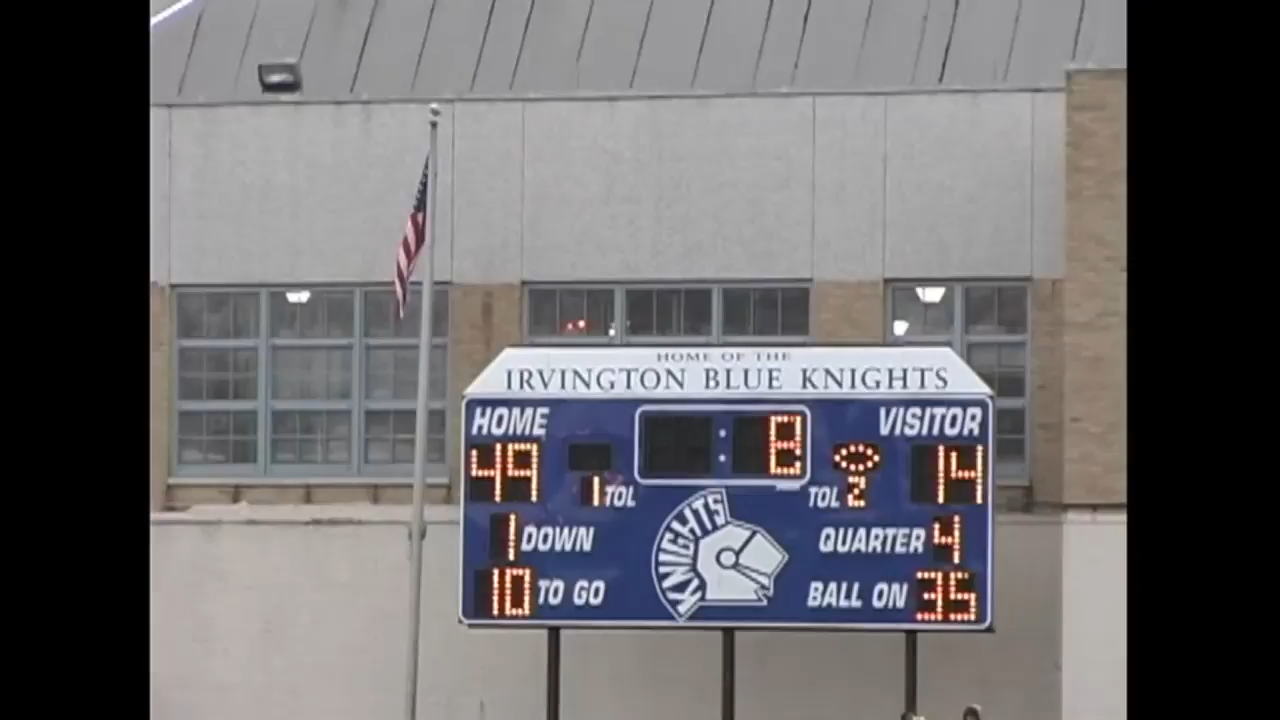 HOME OF THE
IRVINGTON BLUE KNIGHTS
HOME
: 8
VISITOR
49
14
1 TOL
TOL 2
KNIGHTS
1 DOWN
QUARTER 4
10 TO GO
BALL ON 35